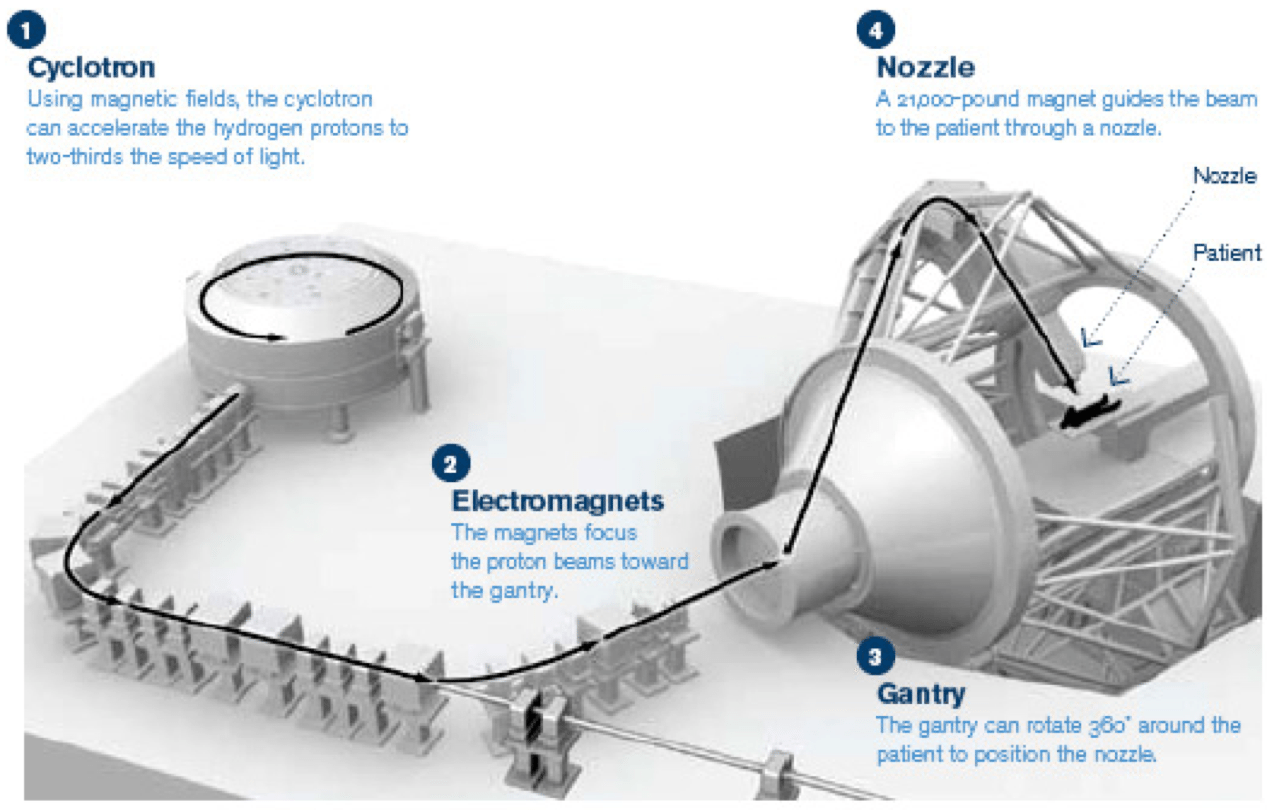 1
Cyclotron
Using magnetic fields, the cyclotron
can accelerate the hydrogen protons to
two-thirds the speed of light.
2
Electromagnets
The magnets focus
the proton beams toward
the gantry.
3
Gantry
The gantry can rotate 360° around the
patient to position the nozzle.
4
Nozzle
A 21,000-pound magnet guides the beam
to the patient through a nozzle.
Nozzle
Patient